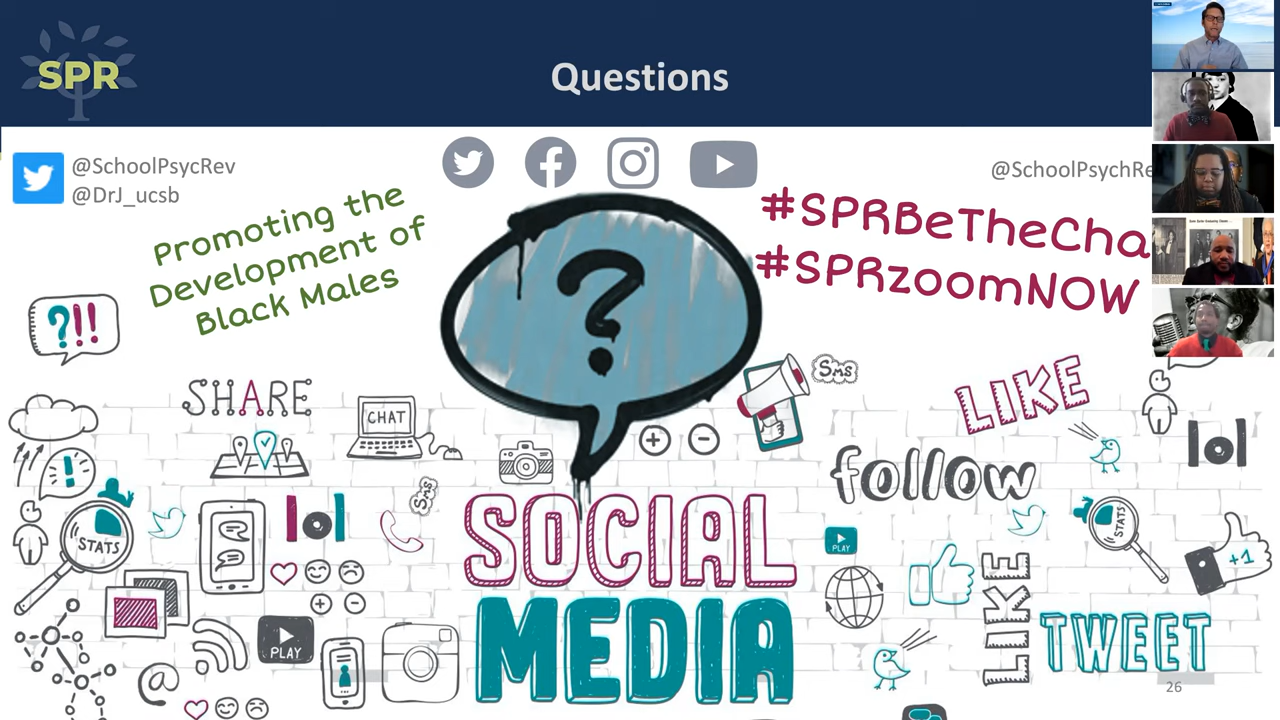 SPR
Questions
@SchoolPsycRev
@DrJ_ucsb
@SchoolPsychRe
Promoting the
Development of
Black Males
#SPRBeTheCha
#SPRzoomNOW
?
?!!
SHARE
CHAT
Sms
LIKE
lol
follow
!
STATS
lol
Sms
SOCIAL
MEDIA
PLAY
STATS
+1
LIKE
TWEET
PLAY
@
26